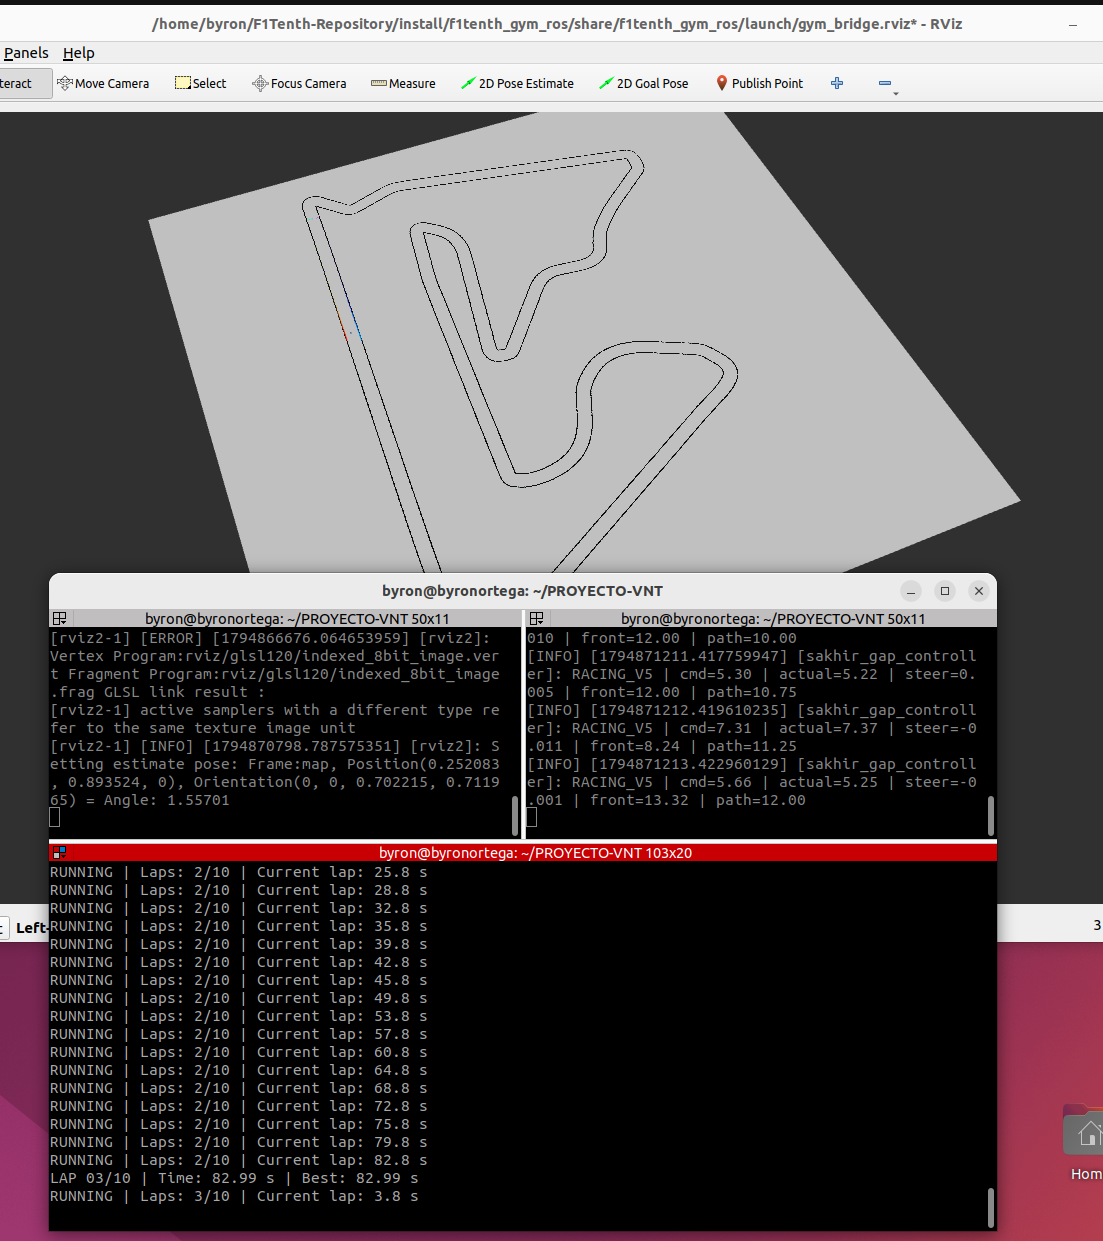 /home/byron/F1Tenth-Repository/install/f1tenth_gym_ros/share/f1tenth_gym_ros/launch/gym_bridge.rviz* - RViz
Panels Help
teract Move Camera Select Focus Camera Measure 2D Pose Estimate 2D Goal Pose Publish Point
byron@byronortega: ~/PROYECTO-VNT
byron@byronortega: ~/PROYECTO-VNT 50x11
[rviz2-1] [ERROR] [1794866676.064653959] [rviz2]:
Vertex Program:rviz/glsl120/indexed_8bit_image.ver
t Fragment Program:rviz/glsl120/indexed_8bit_image
.frag GLSL link result :
[rviz2-1] active samplers with a different type re
fer to the same texture image unit
[rviz2-1] [INFO] [1794870798.787575351] [rviz2]: S
etting estimate pose: Frame:map, Position(0.252083
, 0.893524, 0), Orientation(0, 0, 0.702215, 0.7119
65) = Angle: 1.55701
byron@byronortega: ~/PROYECTO-VNT 50x11
010 | front=12.00 | path=10.00
[INFO] [1794871211.417759947] [sakhir_gap_controll
er]: RACING_V5 | cmd=5.30 | actual=5.22 | steer=0.
005 | front=12.00 | path=10.75
[INFO] [1794871212.419610235] [sakhir_gap_controll
er]: RACING_V5 | cmd=7.31 | actual=7.37 | steer=-0
.011 | front=8.24 | path=11.25
[INFO] [1794871213.422960129] [sakhir_gap_controll
er]: RACING_V5 | cmd=5.66 | actual=5.25 | steer=-0
.001 | front=13.32 | path=12.00
byron@byronortega: ~/PROYECTO-VNT 103x20
RUNNING | Laps: 2/10 | Current lap: 25.8 s
RUNNING | Laps: 2/10 | Current lap: 28.8 s
RUNNING | Laps: 2/10 | Current lap: 32.8 s
RUNNING | Laps: 2/10 | Current lap: 35.8 s
RUNNING | Laps: 2/10 | Current lap: 39.8 s
RUNNING | Laps: 2/10 | Current lap: 42.8 s
RUNNING | Laps: 2/10 | Current lap: 45.8 s
RUNNING | Laps: 2/10 | Current lap: 49.8 s
RUNNING | Laps: 2/10 | Current lap: 53.8 s
RUNNING | Laps: 2/10 | Current lap: 57.8 s
RUNNING | Laps: 2/10 | Current lap: 60.8 s
RUNNING | Laps: 2/10 | Current lap: 64.8 s
RUNNING | Laps: 2/10 | Current lap: 68.8 s
RUNNING | Laps: 2/10 | Current lap: 72.8 s
RUNNING | Laps: 2/10 | Current lap: 75.8 s
RUNNING | Laps: 2/10 | Current lap: 79.8 s
RUNNING | Laps: 2/10 | Current lap: 82.8 s
LAP 03/10 | Time: 82.99 s | Best: 82.99 s
RUNNING | Laps: 3/10 | Current lap: 3.8 s
Left-
3
Hom